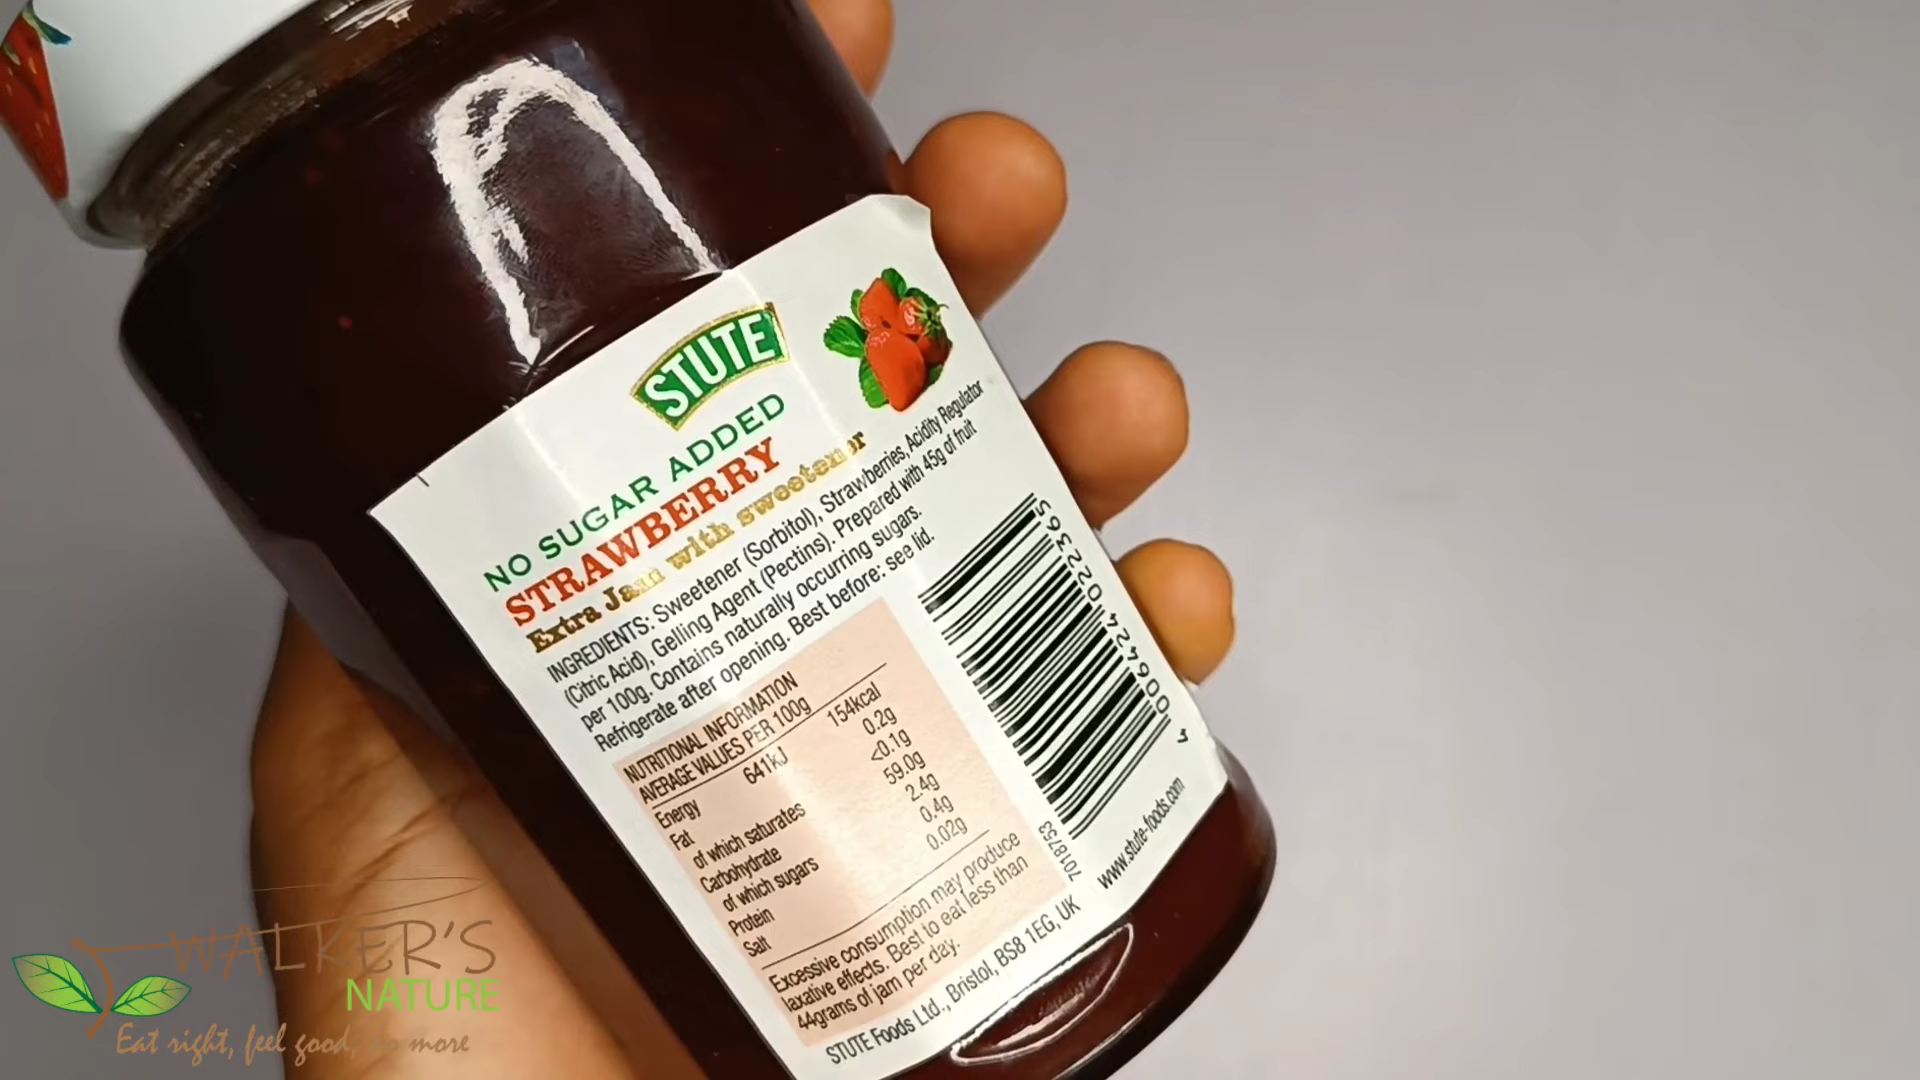 STUTE
NO SUGAR ADDED
STRAWBERRY
Extra Jam with sweetener
INGREDIENTS: Sweetener (Sorbitol), Strawberries, Acidity Regulator
(Citric Acid), Gelling Agent (Pectins). Prepared with 45g of fruit
per 100g. Contains naturally occurring sugars.
Refrigerate after opening. Best before: see lid.
NUTRITIONAL INFORMATION
AVERAGE VALUES PER 100g
Energy 641kJ 154kcal
Fat 0.2g
of which saturates <0.1g
Carbohydrate 59.0g
of which sugars 2.4g
Protein 0.4g
Salt 0.02g
Excessive consumption may produce
laxative effects. Best to eat less than
44grams of jam per day.
STUTE Foods Ltd., Bristol, BS8 1EG, UK
www.stute-foods.com
7018753
006424 022365
WALKER'S
NATURE
Eat right, feel good, more